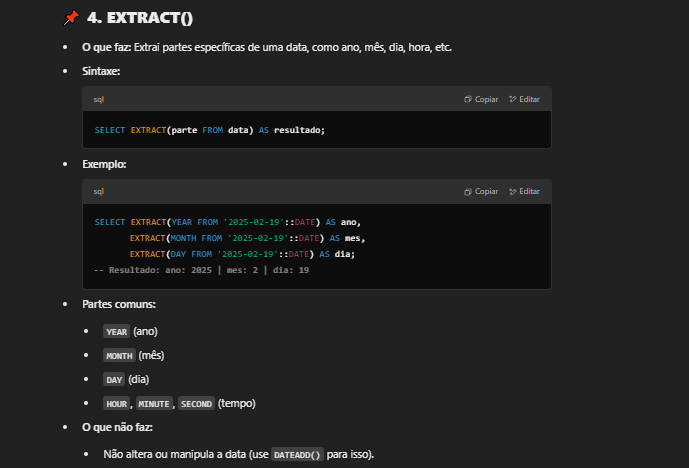 📌 4. EXTRACT()
• O que faz: Extrai partes específicas de uma data, como ano, mês, dia, hora, etc.
• Sintaxe:
sql Copiar Editar
SELECT EXTRACT(parte FROM data) AS resultado;
• Exemplo:
sql Copiar Editar
SELECT EXTRACT(YEAR FROM '2025-02-19'::DATE) AS ano,
EXTRACT(MONTH FROM '2025-02-19'::DATE) AS mes,
EXTRACT(DAY FROM '2025-02-19'::DATE) AS dia;
-- Resultado: ano: 2025 | mes: 2 | dia: 19
• Partes comuns:
• YEAR (ano)
• MONTH (mês)
• DAY (dia)
• HOUR, MINUTE, SECOND (tempo)
• O que não faz:
• Não altera ou manipula a data (use DATEADD() para isso).